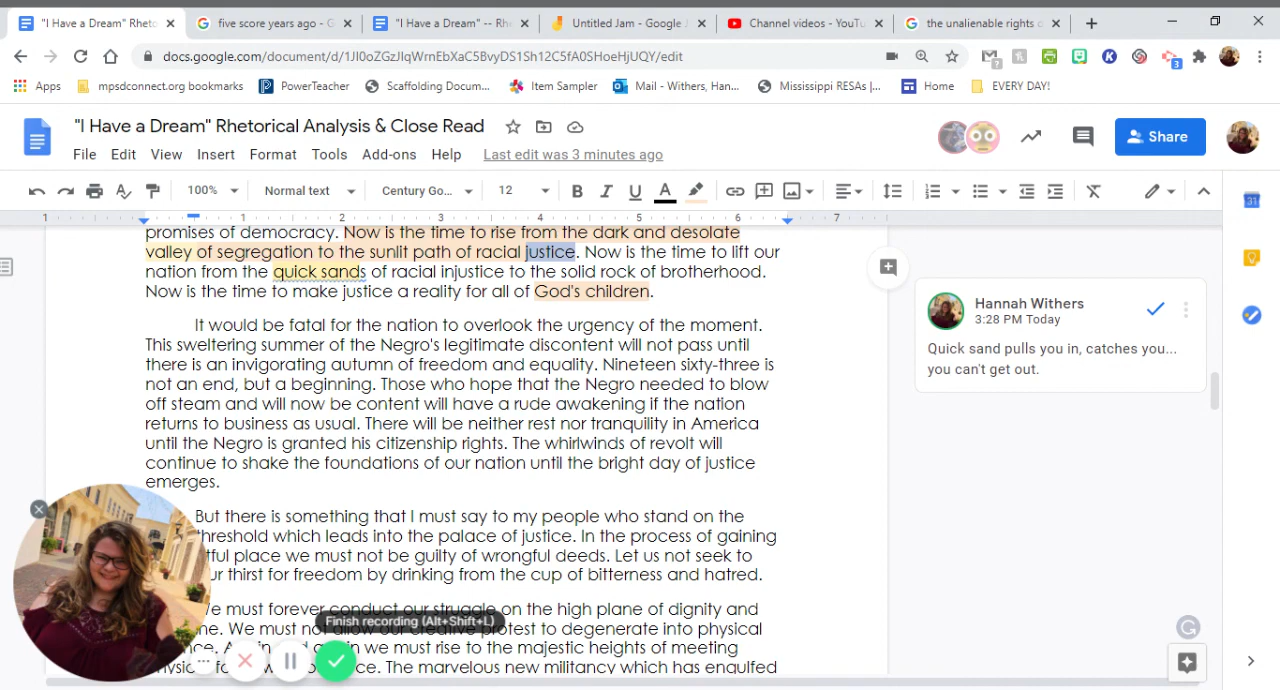 "I Have a Dream" Rheto
five score years ago - G
"I Have a Dream" -- Rhe
Untitled Jam - Google J
Channel videos - YouTu
the unalienable rights c
docs.google.com/document/d/1JI0oZGzJIqWrnEbXaC5BvyDS1Sh12C5fA0SHoeHjUQY/edit
Apps
mpsdconnect.org bookmarks
PowerTeacher
Scaffolding Docum...
Item Sampler
Mail - Withers, Han...
Mississippi RESAs |...
Home
EVERY DAY!
"I Have a Dream" Rhetorical Analysis & Close Read
Share
File Edit View Insert Format Tools Add-ons Help Last edit was 3 minutes ago
100% Normal text Century Go... 12
1 1 2 3 4 5 6 7
promises of democracy. Now is the time to rise from the dark and desolate
valley of segregation to the sunlit path of racial justice. Now is the time to lift our
nation from the quick sands of racial injustice to the solid rock of brotherhood.
Now is the time to make justice a reality for all of God's children.
It would be fatal for the nation to overlook the urgency of the moment.
This sweltering summer of the Negro's legitimate discontent will not pass until
there is an invigorating autumn of freedom and equality. Nineteen sixty-three is
not an end, but a beginning. Those who hope that the Negro needed to blow
off steam and will now be content will have a rude awakening if the nation
returns to business as usual. There will be neither rest nor tranquility in America
until the Negro is granted his citizenship rights. The whirlwinds of revolt will
continue to shake the foundations of our nation until the bright day of justice
emerges.
But there is something that I must say to my people who stand on the
threshold which leads into the palace of justice. In the process of gaining
tful place we must not be guilty of wrongful deeds. Let us not seek to
ur thirst for freedom by drinking from the cup of bitterness and hatred.
e must forever conduct our struggle on the high plane of dignity and
ne. We must not allow our creative protest to degenerate into physical
we must rise to the majestic heights of meeting
The marvelous new militancy which has engulfed
Hannah Withers
3:28 PM Today
Quick sand pulls you in, catches you...
you can't get out.
Finish recording (Alt+Shift+L)
31
3